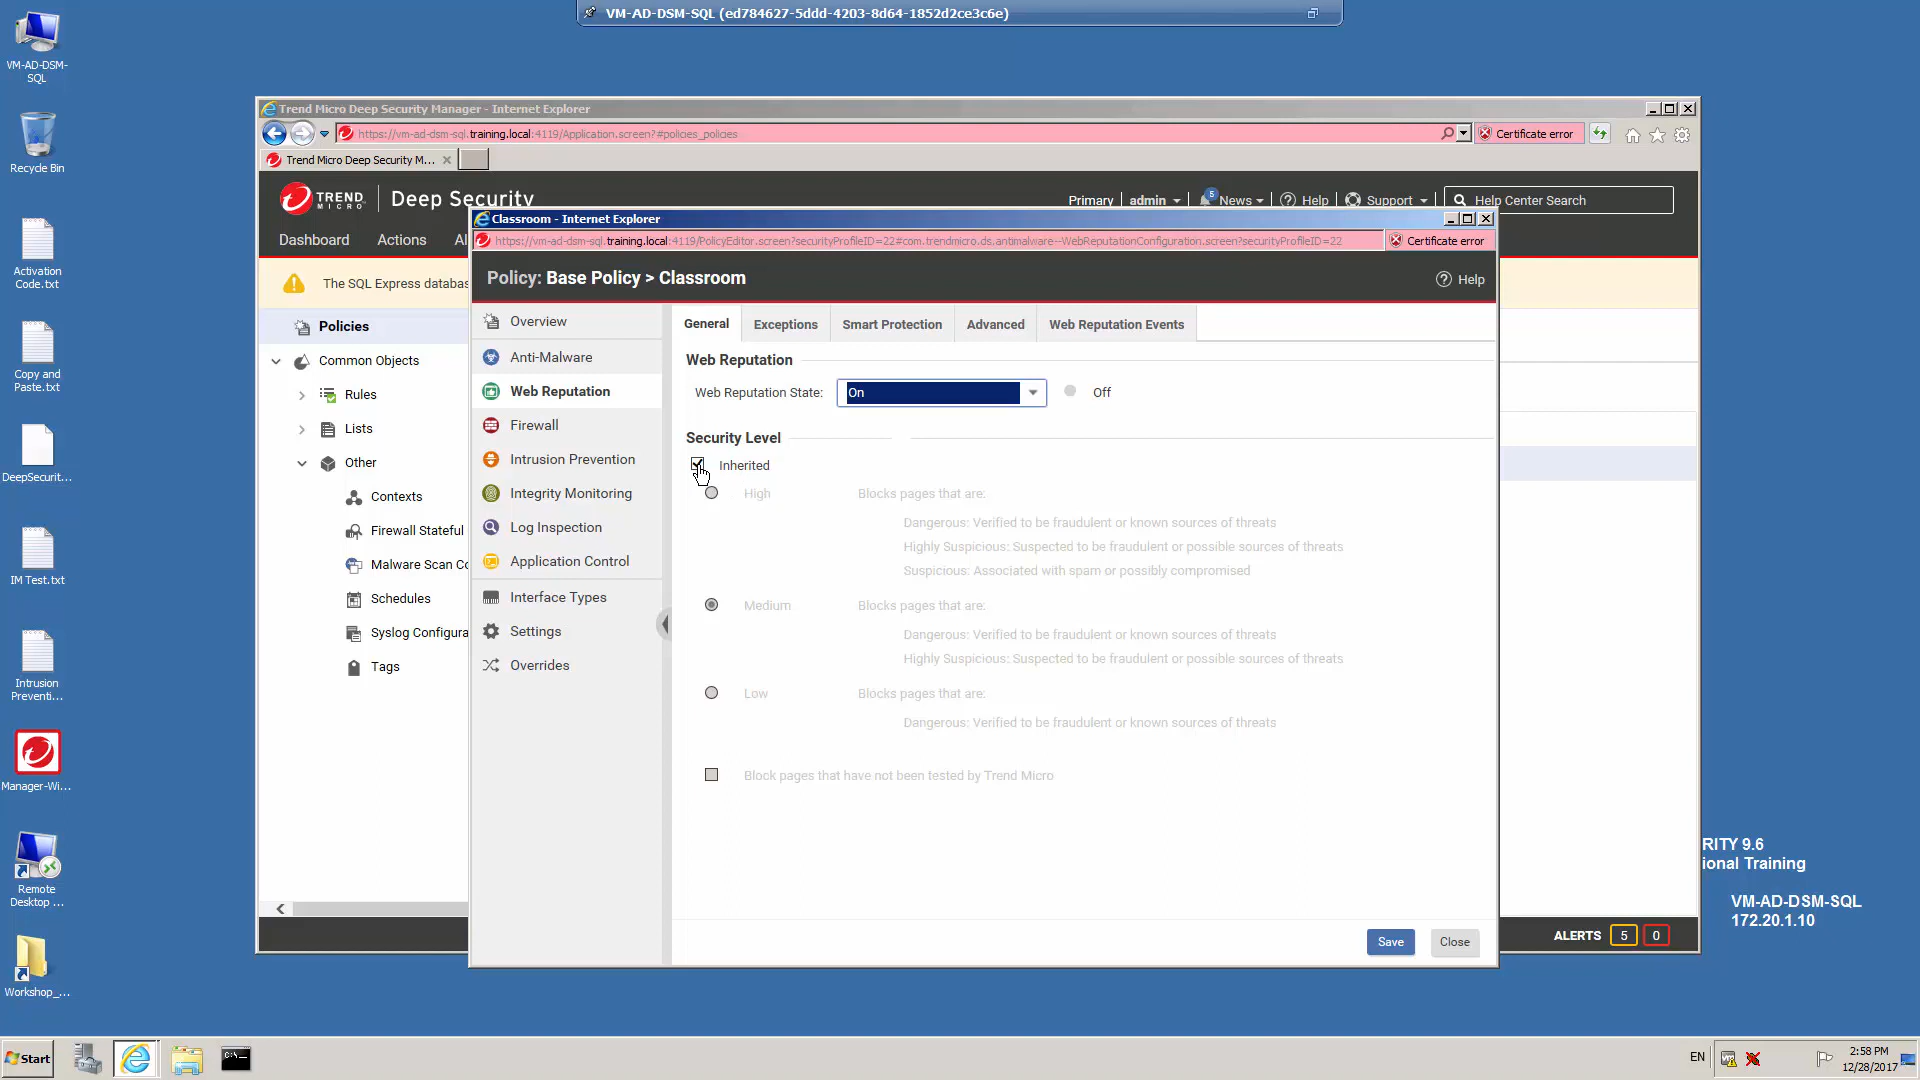 VM-AD-DSM-SQL (ed784627-5ddd-4203-8d64-1852d2ce3c6e)
VM-AD-DSM-
SQL
Recycle Bin
Activation
Code.txt
Copy and
Paste.txt
DeepSecurit...
IM Test.txt
Intrusion
Preventi...
Manager-Wi...
Remote
Desktop ...
Workshop_...
Trend Micro Deep Security Manager - Internet Explorer
https://vm-ad-dsm-sql.training.local:4119/Application.screen?#policies_policies
Certificate error
Trend Micro Deep Security M...
TREND
MICRO
Deep Security
Primary
admin
5
News
Help
Support
Help Center Search
Dashboard
Actions
Al
The SQL Express databas
Policies
Common Objects
Rules
Lists
Other
Contexts
Firewall Stateful
Malware Scan Co
Schedules
Syslog Configura
Tags
Classroom - Internet Explorer
https://vm-ad-dsm-sql.training.local:4119/PolicyEditor.screen?securityProfileID=22#com.trendmicro.ds.antimalware--WebReputationConfiguration.screen?securityProfileID=22
Certificate error
Policy: Base Policy > Classroom
Help
Overview
Anti-Malware
Web Reputation
Firewall
Intrusion Prevention
Integrity Monitoring
Log Inspection
Application Control
Interface Types
Settings
Overrides
General
Exceptions
Smart Protection
Advanced
Web Reputation Events
Web Reputation
Web Reputation State:
On
Off
Security Level
Inherited
High
Blocks pages that are:
Dangerous: Verified to be fraudulent or known sources of threats
Highly Suspicious: Suspected to be fraudulent or possible sources of threats
Suspicious: Associated with spam or possibly compromised
Medium
Blocks pages that are:
Dangerous: Verified to be fraudulent or known sources of threats
Highly Suspicious: Suspected to be fraudulent or possible sources of threats
Low
Blocks pages that are:
Dangerous: Verified to be fraudulent or known sources of threats
Block pages that have not been tested by Trend Micro
Save
Close
ALERTS
5
0
RITY 9.6
ional Training
VM-AD-DSM-SQL
172.20.1.10
Start
EN
2:58 PM
12/28/2017